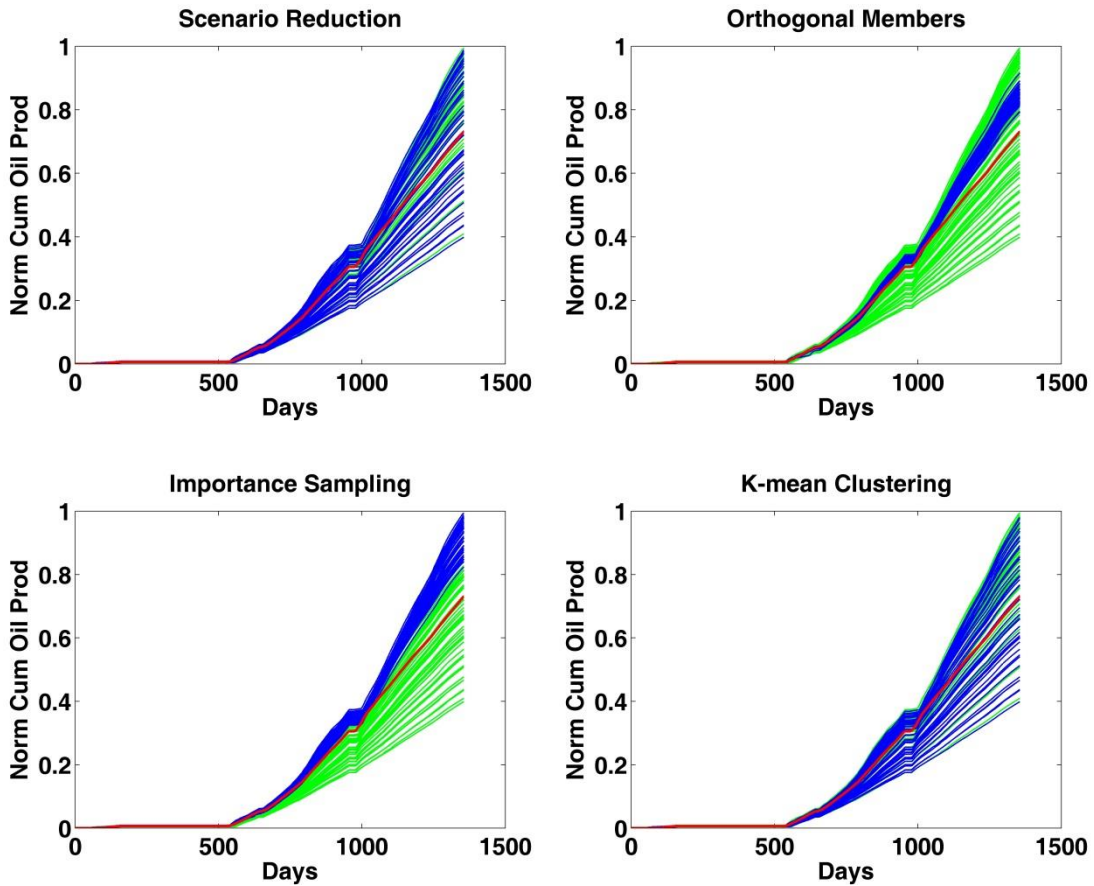 Scenario Reduction
Norm Cum Oil Prod
1
0.8
0.6
0.4
0.2
0
0 500 1000 1500
Days
Orthogonal Members
Norm Cum Oil Prod
1
0.8
0.6
0.4
0.2
0
0 500 1000 1500
Days
Importance Sampling
Norm Cum Oil Prod
1
0.8
0.6
0.4
0.2
0
0 500 1000 1500
Days
K-mean Clustering
Norm Cum Oil Prod
1
0.8
0.6
0.4
0.2
0
0 500 1000 1500
Days